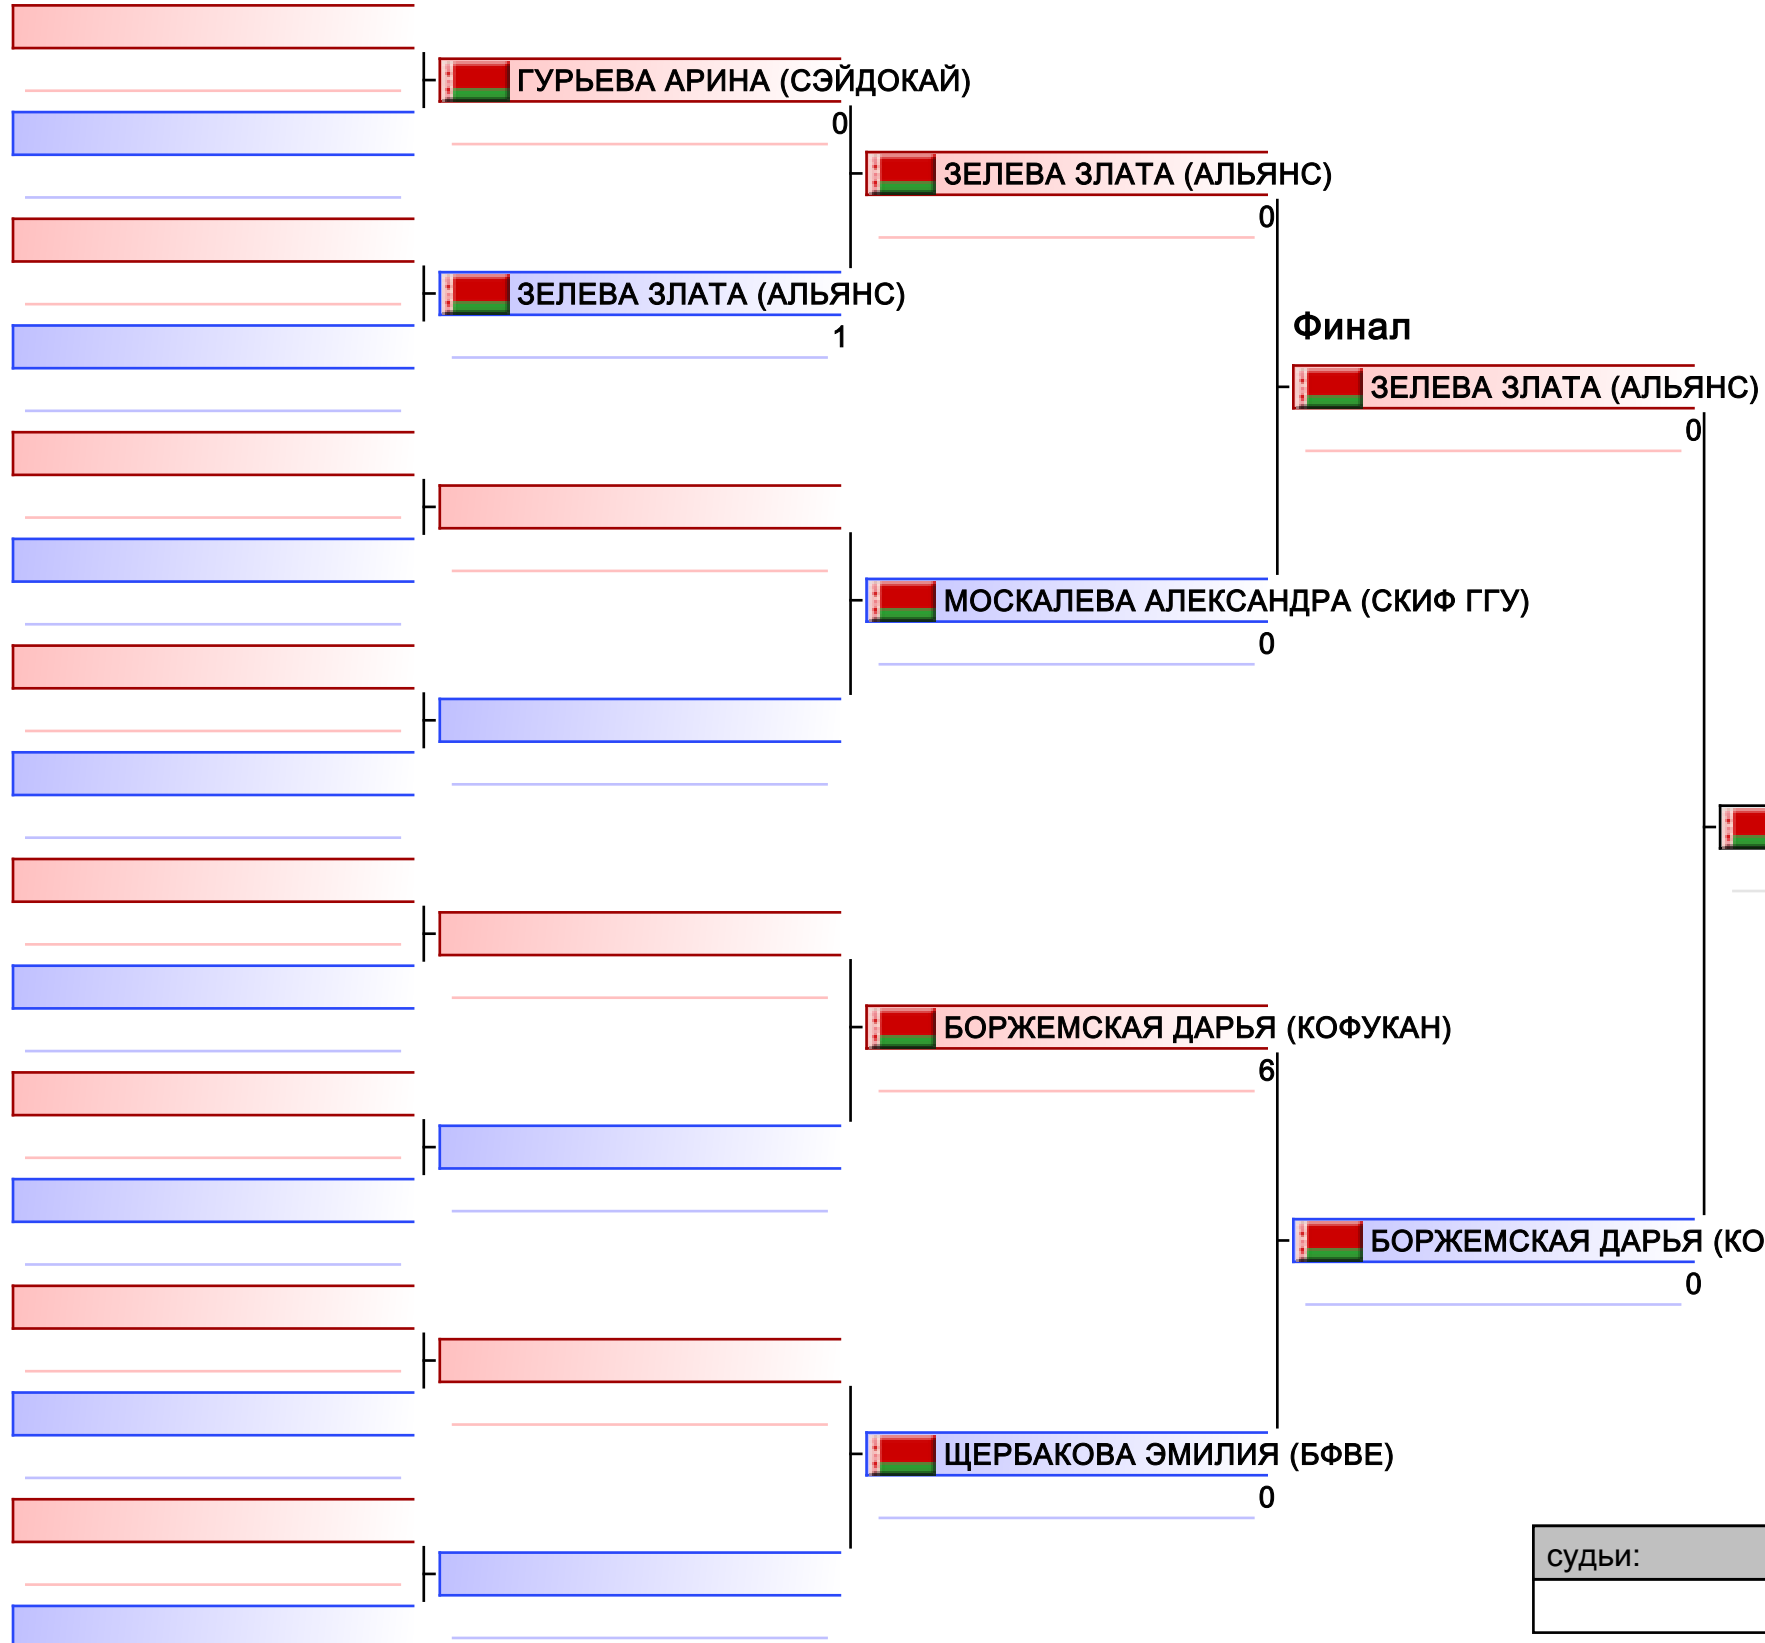 ГУРЬЕВА АРИНА (СЭЙДОКАЙ)
0
ЗЕЛЕВА ЗЛАТА (АЛЬЯНС)
0
ЗЕЛЕВА ЗЛАТА (АЛЬЯНС)
1
Финал
ЗЕЛЕВА ЗЛАТА (АЛЬЯНС)
0
МОСКАЛЕВА АЛЕКСАНДРА (СКИФ ГГУ)
0
БОРЖЕМСКАЯ ДАРЬЯ (КОФУКАН)
6
БОРЖЕМСКАЯ ДАРЬЯ (КО
0
ЩЕРБАКОВА ЭМИЛИЯ (БФВЕ)
0
судьи: